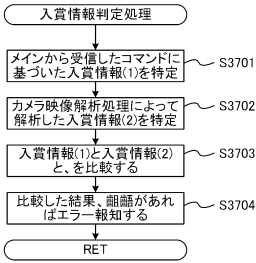 入賞情報判定処理
メインから受信したコマンドに
基づいた入賞情報(1)を特定
S3701
カメラ映像解析処理によって
解析した入賞情報(2)を特定
S3702
入賞情報(1)と入賞情報(2)
と、を比較する
S3703
比較した結果、齟齬があれ
ばエラー報知する
S3704
RET